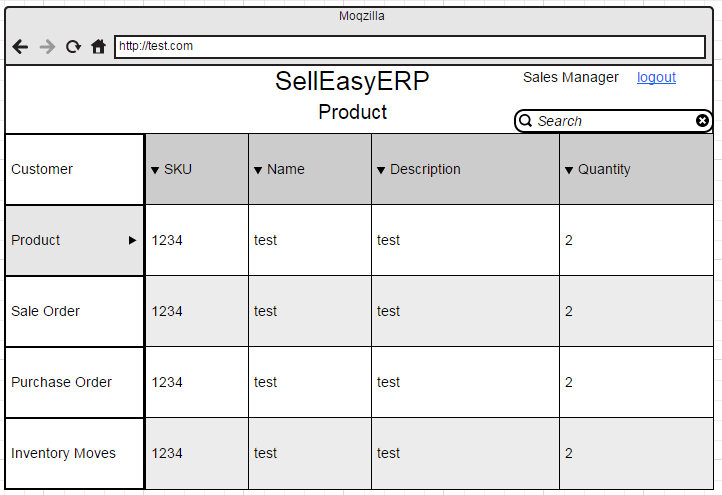 Moqzilla
http://test.com
SellEasyERP
Sales Manager logout
Product
Search
Customer SKU Name Description Quantity
Product 1234 test test 2
Sale Order 1234 test test 2
Purchase Order 1234 test test 2
Inventory Moves 1234 test test 2